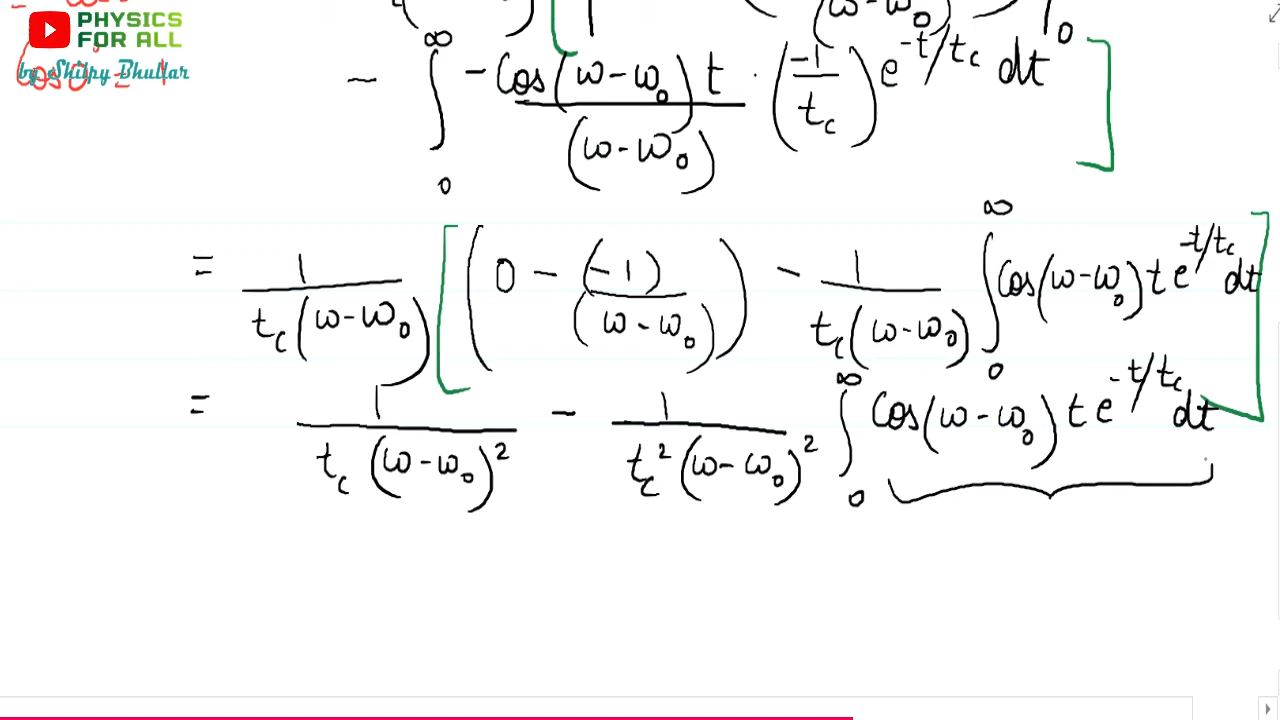 PHYSICS
FOR ALL
by Shilpy Bhullar
(ω-ω₀) 0
- ∫₀^∞ -Cos(ω-ω₀)t / (ω-ω₀) · (-1/t_c) e^{-t/t_c} dt ]
= 1/(t_c(ω-ω₀)) [ (0 - (-1)/(ω-ω₀)) - 1/(t_c(ω-ω₀)) ∫₀^∞ Cos(ω-ω₀)t e^{-t/t_c} dt ]
= 1/(t_c(ω-ω₀)²) - 1/(t_c²(ω-ω₀)²) ∫₀^∞ Cos(ω-ω₀)t e^{-t/t_c} dt